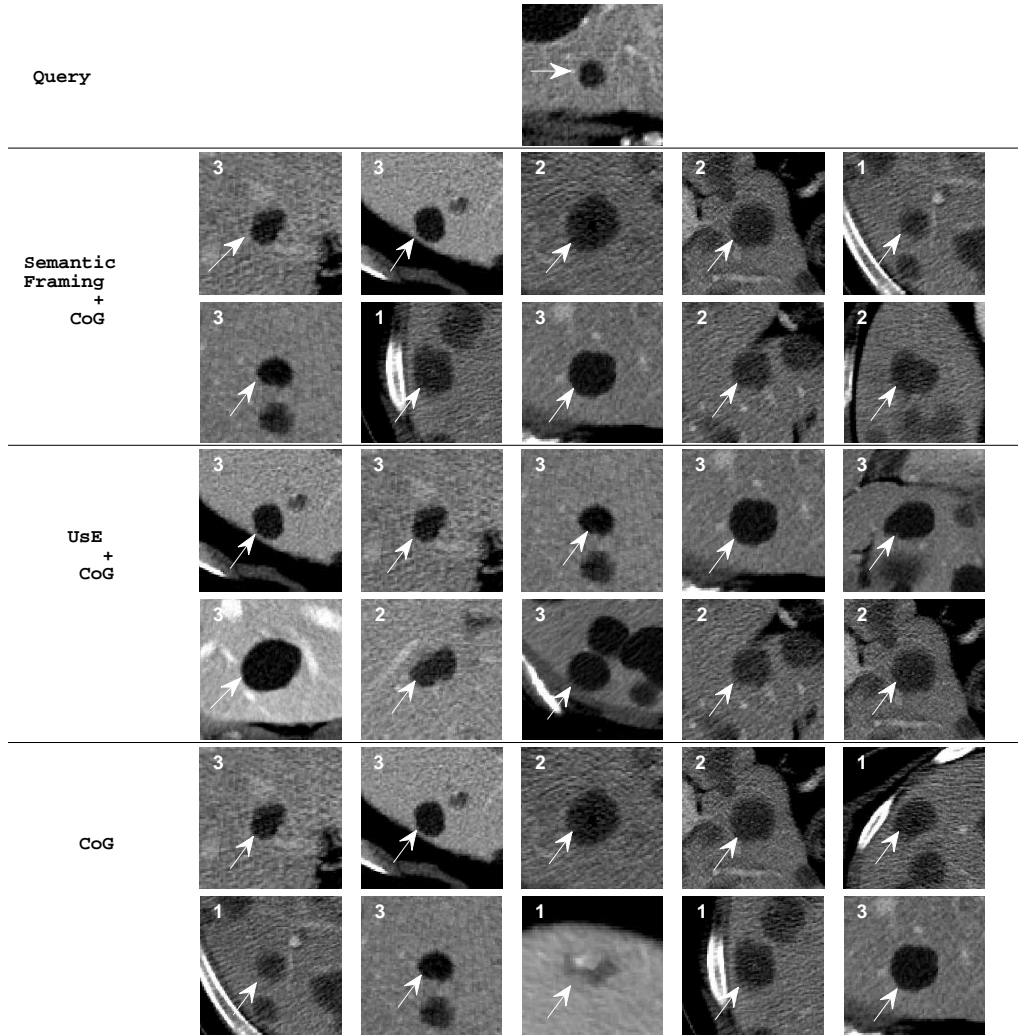 Query
3 3 2 2 1
Semantic
Framing
+
CoG
3 1 3 2 2
3 3 3 3 3
UsE
+
CoG
3 2 3 2 2
3 3 2 2 1
CoG
1 3 1 1 3